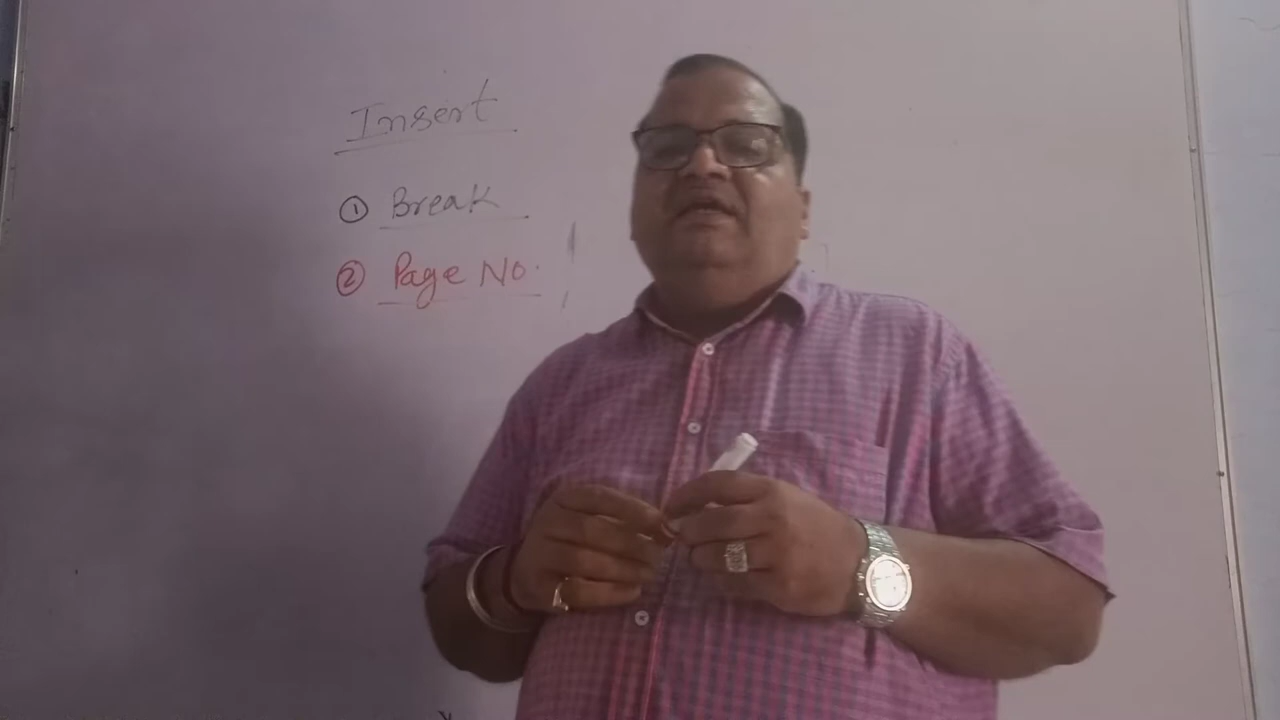 Insert
① Break
② Page No.